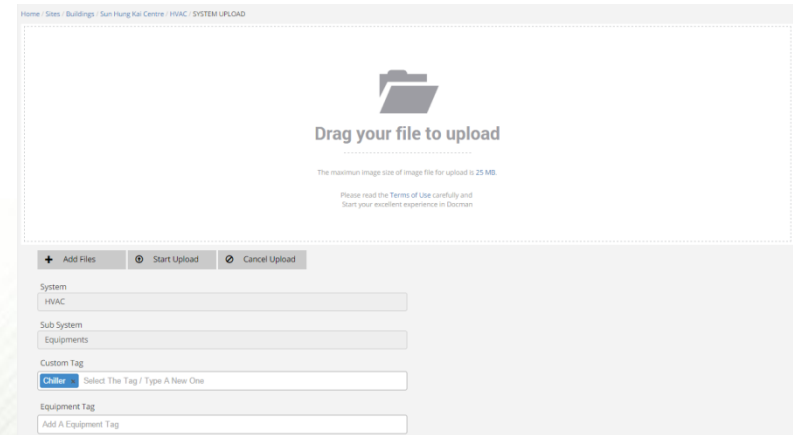 Home / Sites / Buildings / Sun Hung Kai Centre / HVAC / SYSTEM UPLOAD
Drag your file to upload
The maximun image size of image file for upload is 25 MB.
Please read the Terms of Use carefully and
Start your excellent experience in Docman
Add Files Start Upload Cancel Upload
System
HVAC
Sub System
Equipments
Custom Tag
Chiller × Select The Tag / Type A New One
Equipment Tag
Add A Equipment Tag